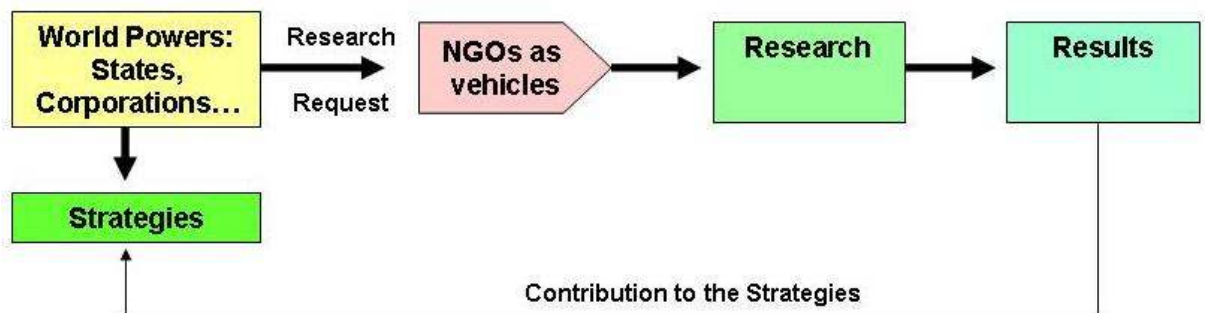 World Powers:
States,
Corporations…
Research
Request
NGOs as
vehicles
Research
Results
Strategies
Contribution to the Strategies